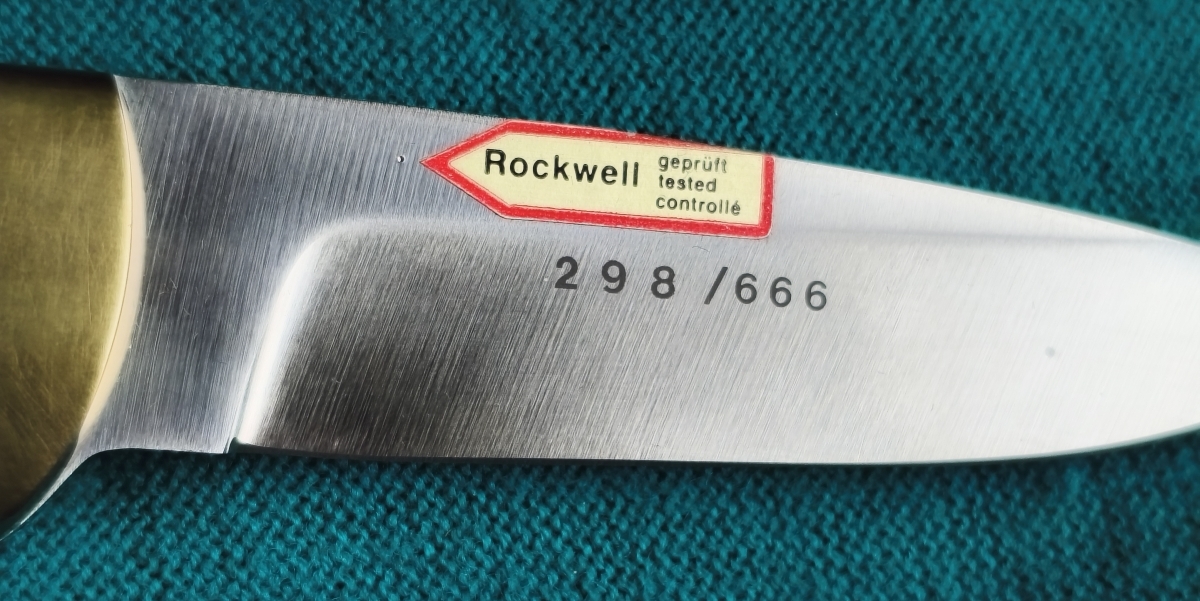 Rockwell
geprüft
tested
controllé
298/666